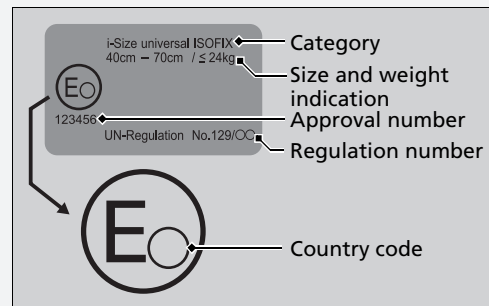 i-Size universal ISOFIX
40cm – 70cm / ≤ 24kg
E
123456
UN-Regulation No.129/○○
E
Category
Size and weight
indication
Approval number
Regulation number
Country code